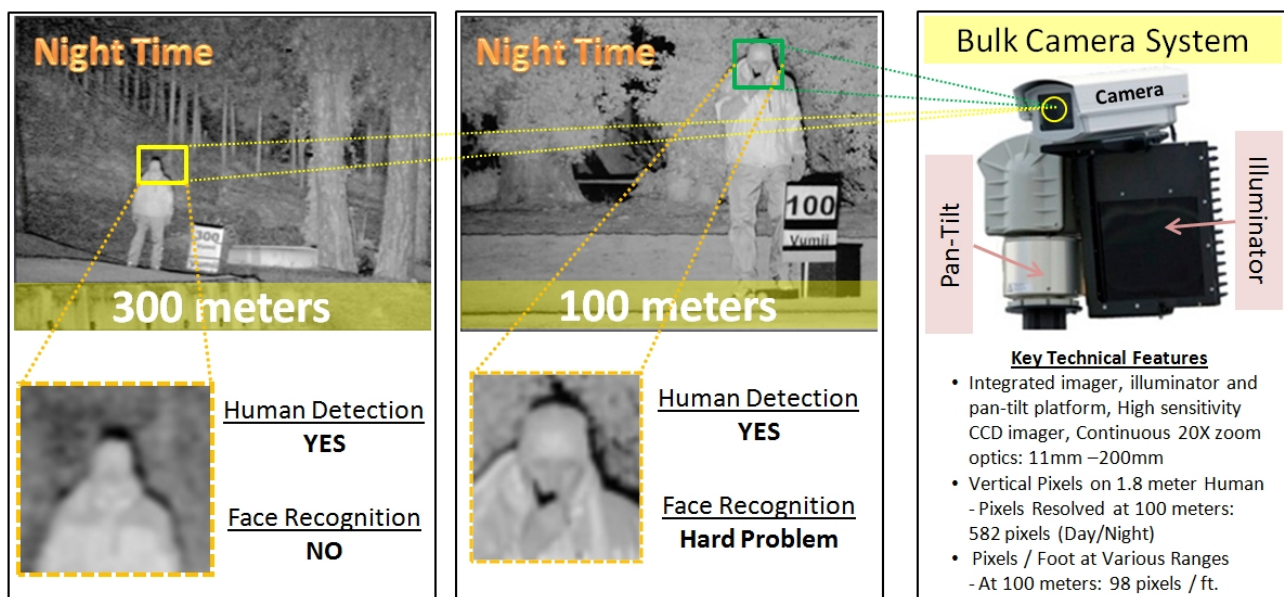 Night Time
300
300 meters
Human Detection
YES
Face Recognition
NO
Night Time
100
Vumii
100 meters
Human Detection
YES
Face Recognition
Hard Problem
Bulk Camera System
Camera
Pan-Tilt
Illuminator
Key Technical Features
• Integrated imager, illuminator and
pan-tilt platform, High sensitivity
CCD imager, Continuous 20X zoom
optics: 11mm –200mm
• Vertical Pixels on 1.8 meter Human
- Pixels Resolved at 100 meters:
582 pixels (Day/Night)
• Pixels / Foot at Various Ranges
- At 100 meters: 98 pixels / ft.